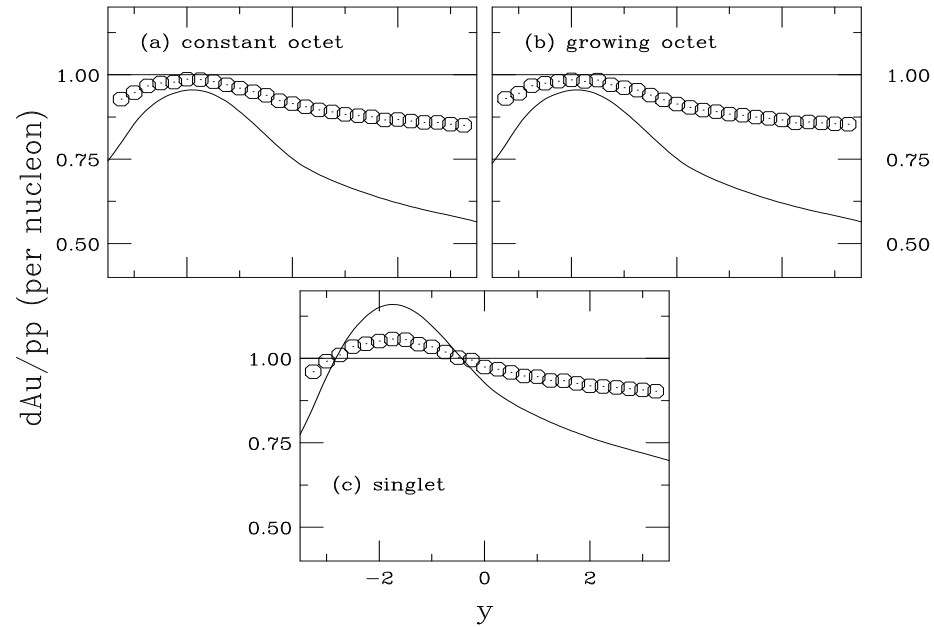 (a) constant octet
(b) growing octet
1.00
1.00
0.75
0.75
0.50
0.50
dAu/pp (per nucleon)
1.00
0.75
(c) singlet
0.50
−2
0
2
y